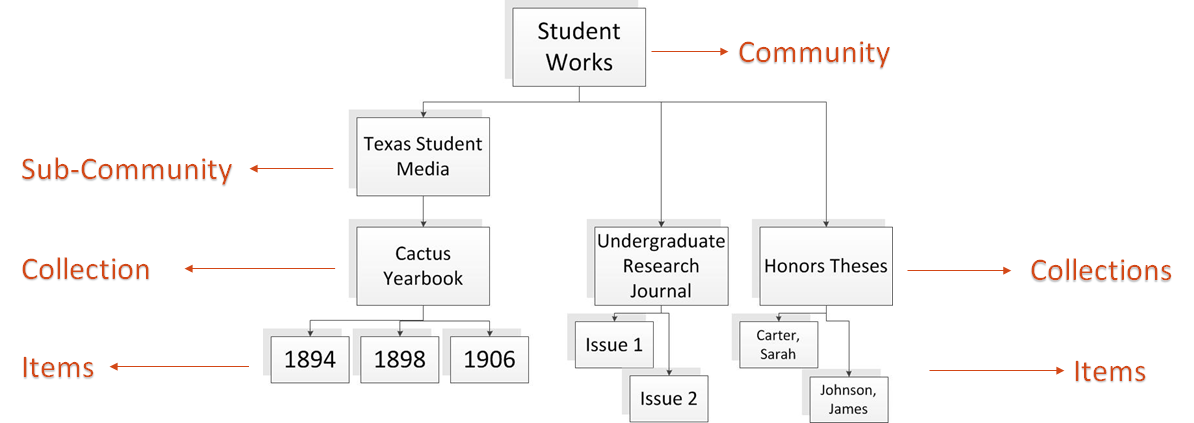 Student
Works
Community
Texas Student
Media
Sub-Community
Cactus
Yearbook
Collection
Undergraduate
Research
Journal
Honors Theses
Collections
1894
1898
1906
Items
Issue 1
Issue 2
Carter,
Sarah
Johnson,
James
Items